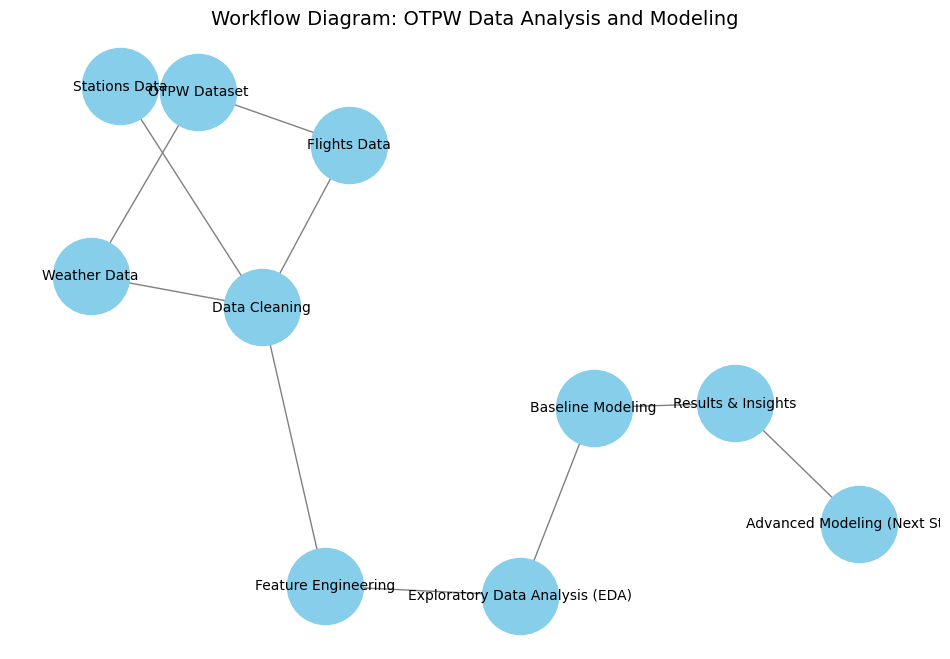 Workflow Diagram: OTPW Data Analysis and Modeling
Stations Data
OTPW Dataset
Flights Data
Weather Data
Data Cleaning
Baseline Modeling
Results & Insights
Advanced Modeling (Next St
Feature Engineering
Exploratory Data Analysis (EDA)